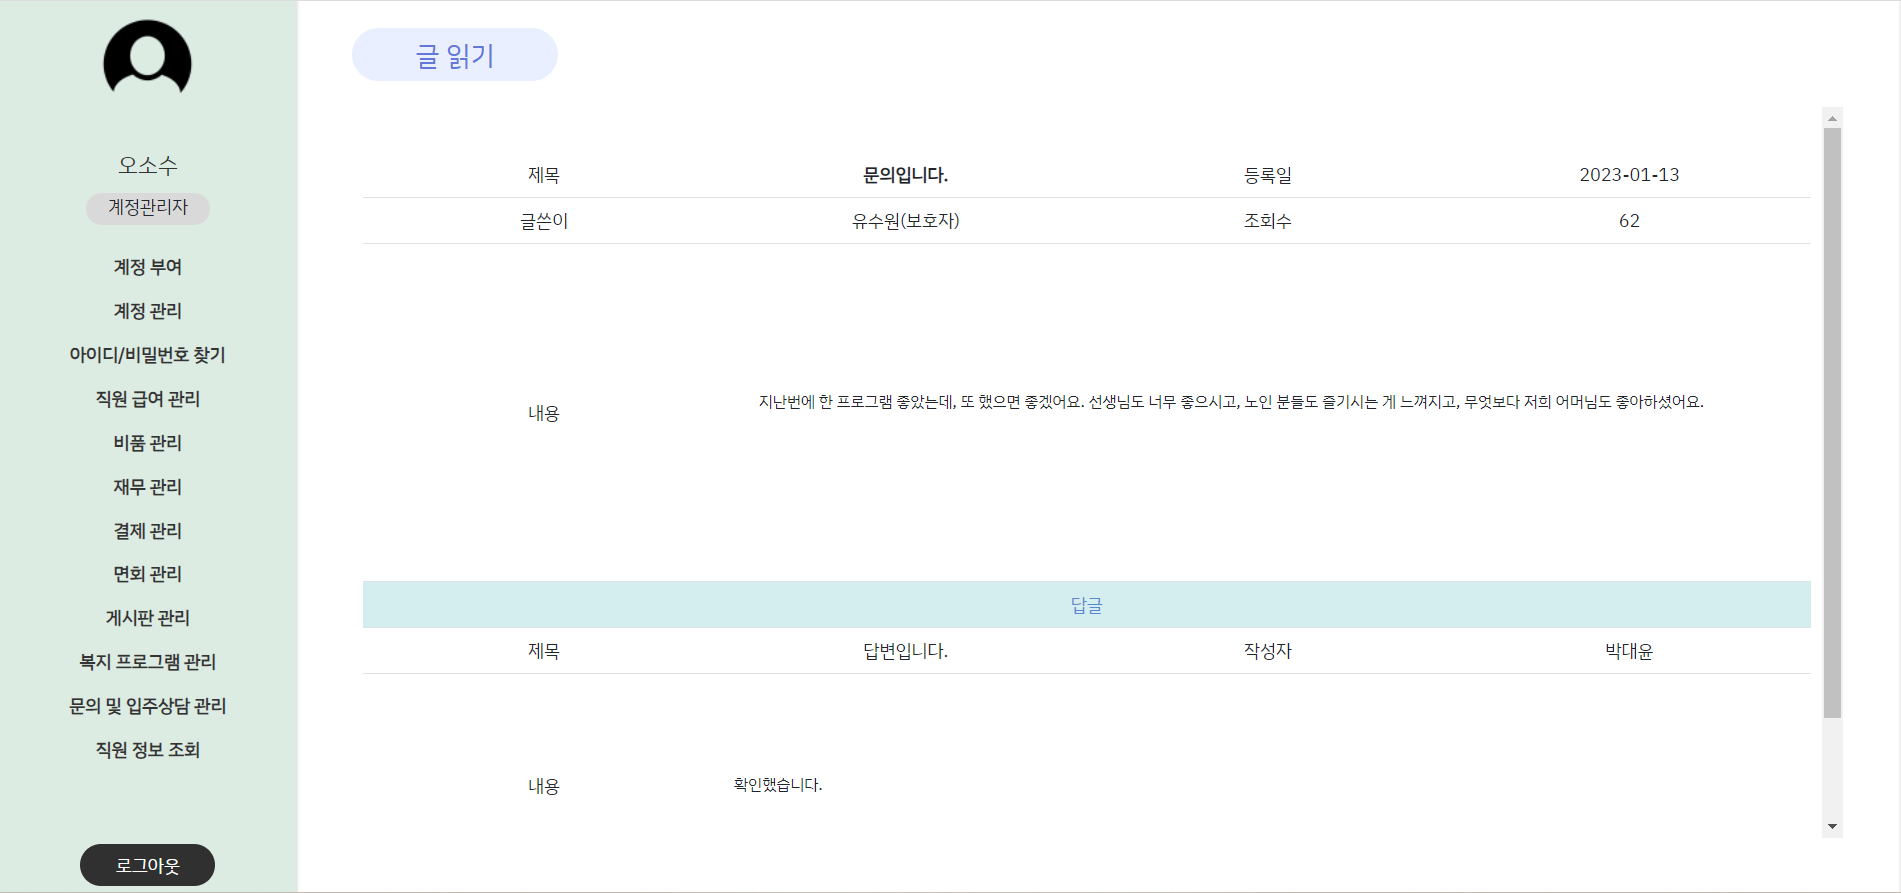 오소수
계정관리자
계정 부여
계정 관리
아이디/비밀번호 찾기
직원 급여 관리
비품 관리
재무 관리
결제 관리
면회 관리
게시판 관리
복지 프로그램 관리
문의 및 입주상담 관리
직원 정보 조회
로그아웃
글 읽기
제목 문의입니다. 등록일 2023-01-13
글쓴이 유수원(보호자) 조회수 62
내용 지난번에 한 프로그램 좋았는데, 또 했으면 좋겠어요. 선생님도 너무 좋으시고, 노인 분들도 즐기시는 게 느껴지고, 무엇보다 저희 어머님도 좋아하셨어요.
답글
제목 답변입니다. 작성자 박대윤
내용 확인했습니다.